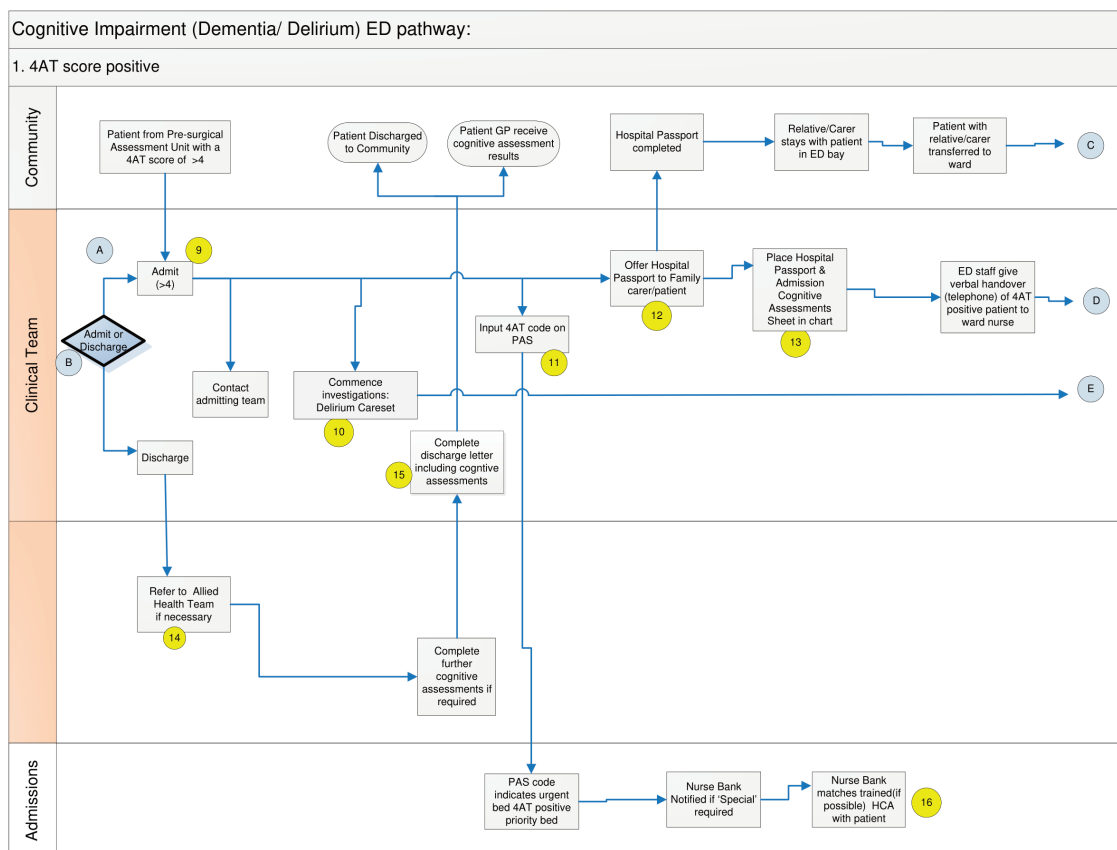 Cognitive Impairment (Dementia/ Delirium) ED pathway:
1. 4AT score positive
Community
Patient from Pre-surgical
Assessment Unit with a
4AT score of >4
Patient Discharged
to Community
Patient GP receive
cognitive assessment
results
Hospital Passport
completed
Relative/Carer
stays with patient
in ED bay
Patient with
relative/carer
transferred to
ward
C
Clinical Team
A
9
Admit
(>4)
Admit or
Discharge
B
Contact
admitting team
Commence
investigations:
Delirium Careset
10
Input 4AT code on
PAS
11
Offer Hospital
Passport to Family
carer/patient
12
Place Hospital
Passport &
Admission
Cognitive
Assessments
Sheet in chart
13
ED staff give
verbal handover
(telephone) of 4AT
positive patient to
ward nurse
D
E
Discharge
15
Complete
discharge letter
including cogntive
assessments
Refer to Allied
Health Team
if necessary
14
Complete
further
cognitive
assessments if
required
Admissions
PAS code
indicates urgent
bed 4AT positive
priority bed
Nurse Bank
Notified if 'Special'
required
Nurse Bank
matches trained(if
possible) HCA
with patient
16